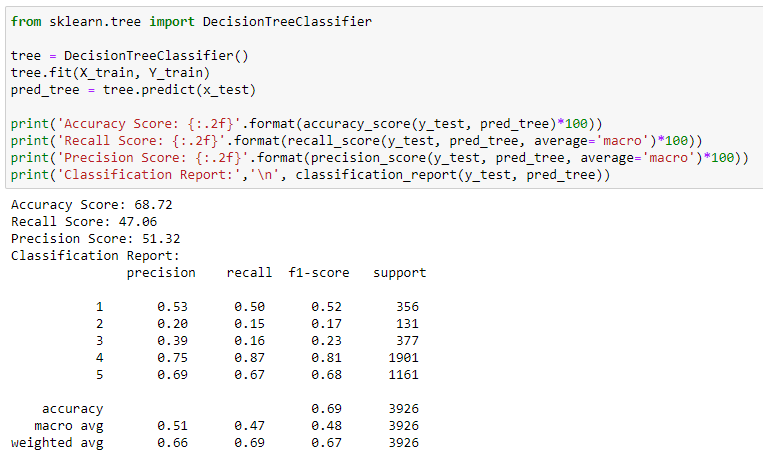 from sklearn.tree import DecisionTreeClassifier
tree = DecisionTreeClassifier()
tree.fit(X_train, Y_train)
pred_tree = tree.predict(x_test)
print('Accuracy Score: {:.2f}'.format(accuracy_score(y_test, pred_tree)*100))
print('Recall Score: {:.2f}'.format(recall_score(y_test, pred_tree, average='macro')*100))
print('Precision Score: {:.2f}'.format(precision_score(y_test, pred_tree, average='macro')*100))
print('Classification Report:','\n', classification_report(y_test, pred_tree))
Accuracy Score: 68.72
Recall Score: 47.06
Precision Score: 51.32
Classification Report:
precision recall f1-score support
1 0.53 0.50 0.52 356
2 0.20 0.15 0.17 131
3 0.39 0.16 0.23 377
4 0.75 0.87 0.81 1901
5 0.69 0.67 0.68 1161
accuracy 0.69 3926
macro avg 0.51 0.47 0.48 3926
weighted avg 0.66 0.69 0.67 3926